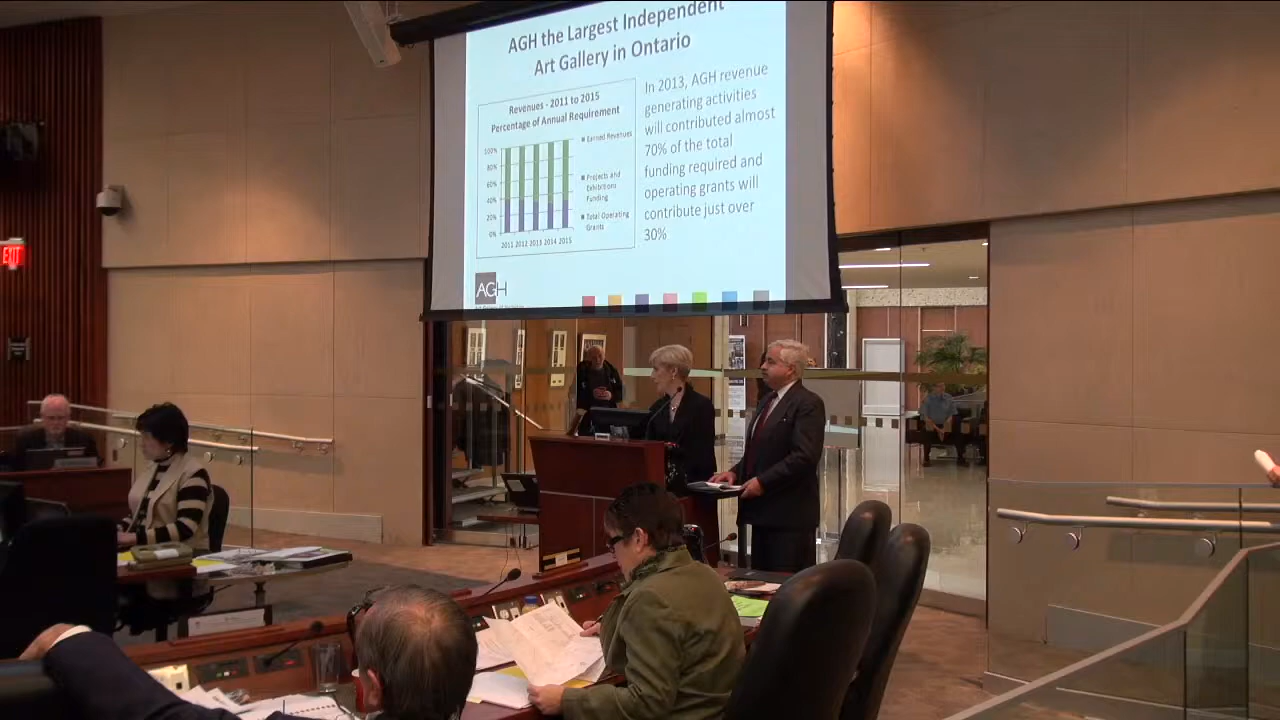 AGH the Largest Independent
Art Gallery in Ontario
Revenues - 2011 to 2015
Percentage of Annual Requirement
100%
80%
60%
40%
20%
0%
2011 2012 2013 2014 2015
Earned Revenues
Projects and
Exhibitions
Funding
Total Operating
Grants
In 2013, AGH revenue
generating activities
will contributed almost
70% of the total
funding required and
operating grants will
contribute just over
30%
AGH
EXIT